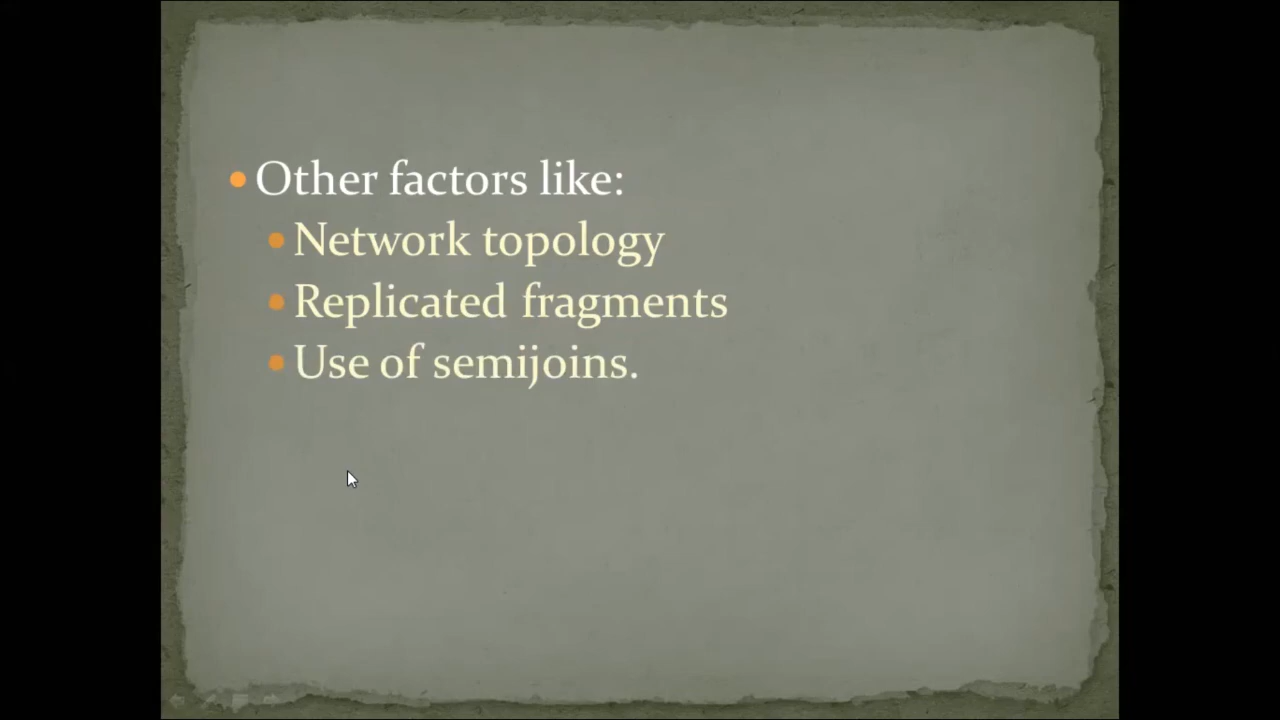 Other factors like:
Network topology
Replicated fragments
Use of semijoins.